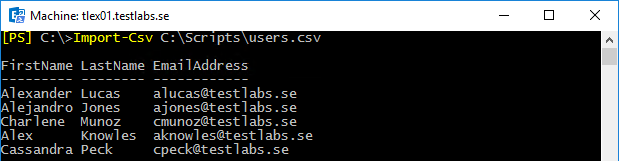 Machine: tlex01.testlabs.se
[PS] C:\>Import-Csv C:\Scripts\users.csv
FirstName LastName EmailAddress
--------- -------- ------------
Alexander Lucas    alucas@testlabs.se
Alejandro Jones    ajones@testlabs.se
Charlene  Munoz    cmunoz@testlabs.se
Alex      Knowles  aknowles@testlabs.se
Cassandra Peck     cpeck@testlabs.se